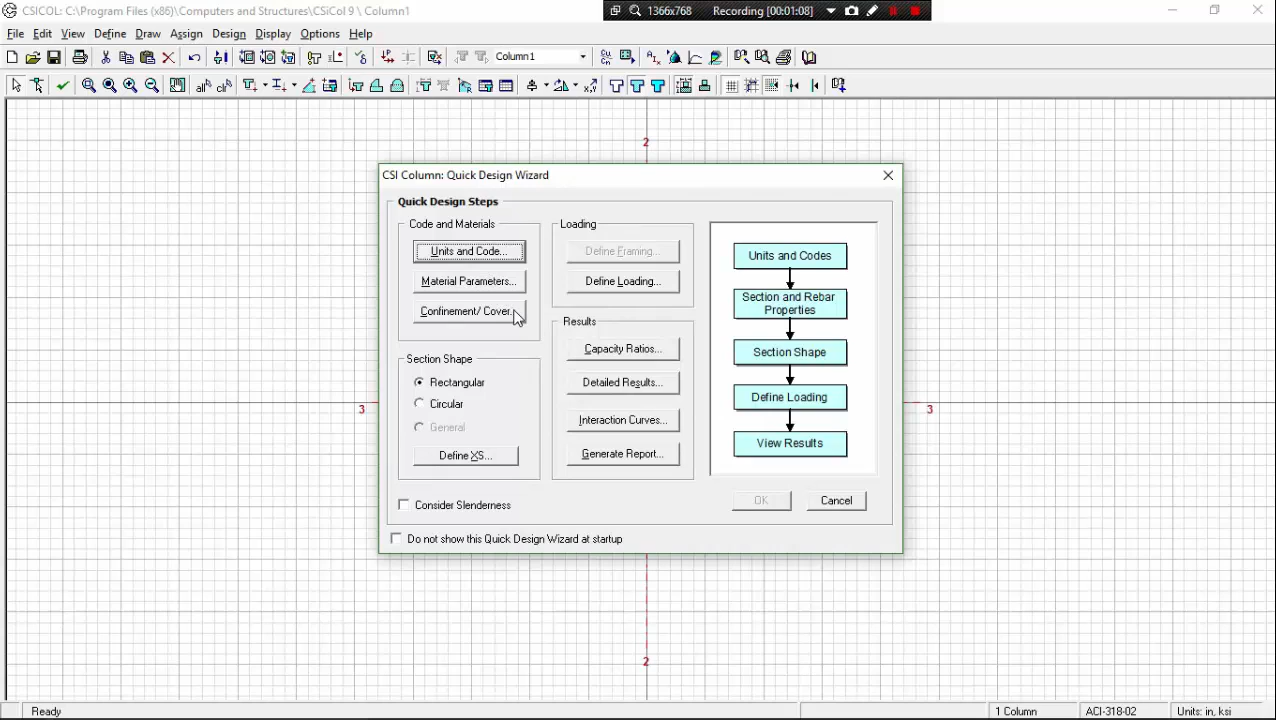 CSICOL: C:\Program Files (x86)\Computers and Structures\CSiCol 9 \ Column1
1366x768
Recording [00:01:08]
File Edit View Define Draw Assign Design Display Options Help
Column1
2
CSI Column: Quick Design Wizard
Quick Design Steps
Code and Materials
Units and Code...
Material Parameters...
Confinement/ Cover...
Section Shape
Rectangular
Circular
General
Define XS...
Consider Slenderness
Loading
Define Framing...
Define Loading...
Results
Capacity Ratios...
Detailed Results...
Interaction Curves...
Generate Report...
Units and Codes
Section and Rebar
Properties
Section Shape
Define Loading
View Results
OK
Cancel
Do not show this Quick Design Wizard at startup
3
3
2
Ready
1 Column
ACI-318-02
Units: in, ksi